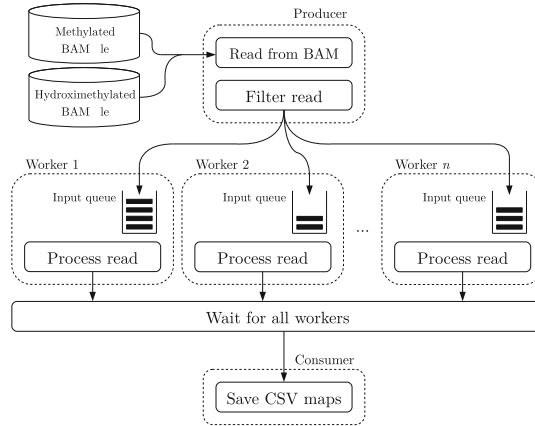 Producer
Methylated
BAM le
Read from BAM
Hydroximethylated
BAM le
Filter read
Worker 1
Worker 2
Worker n
Input queue
Input queue
Input queue
...
Process read
Process read
Process read
Wait for all workers
Consumer
Save CSV maps